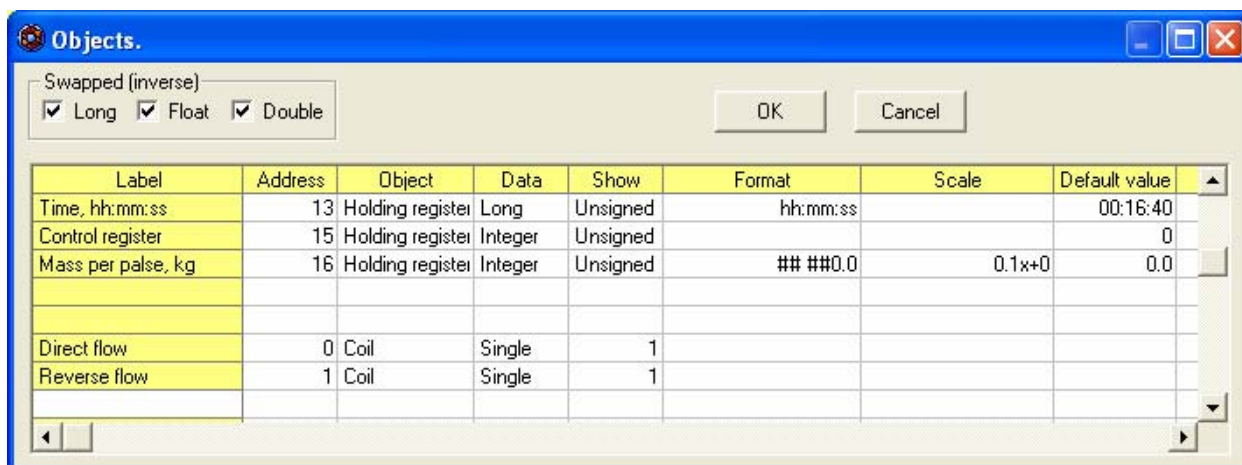 Objects.
Swapped (inverse)
Long Float Double
OK Cancel
Label Address Object Data Show Format Scale Default value
Time, hh:mm:ss 13 Holding register Long Unsigned hh:mm:ss 00:16:40
Control register 15 Holding register Integer Unsigned 0
Mass per palse, kg 16 Holding register Integer Unsigned ## ##0.0 0.1x+0 0.0
Direct flow 0 Coil Single 1
Reverse flow 1 Coil Single 1